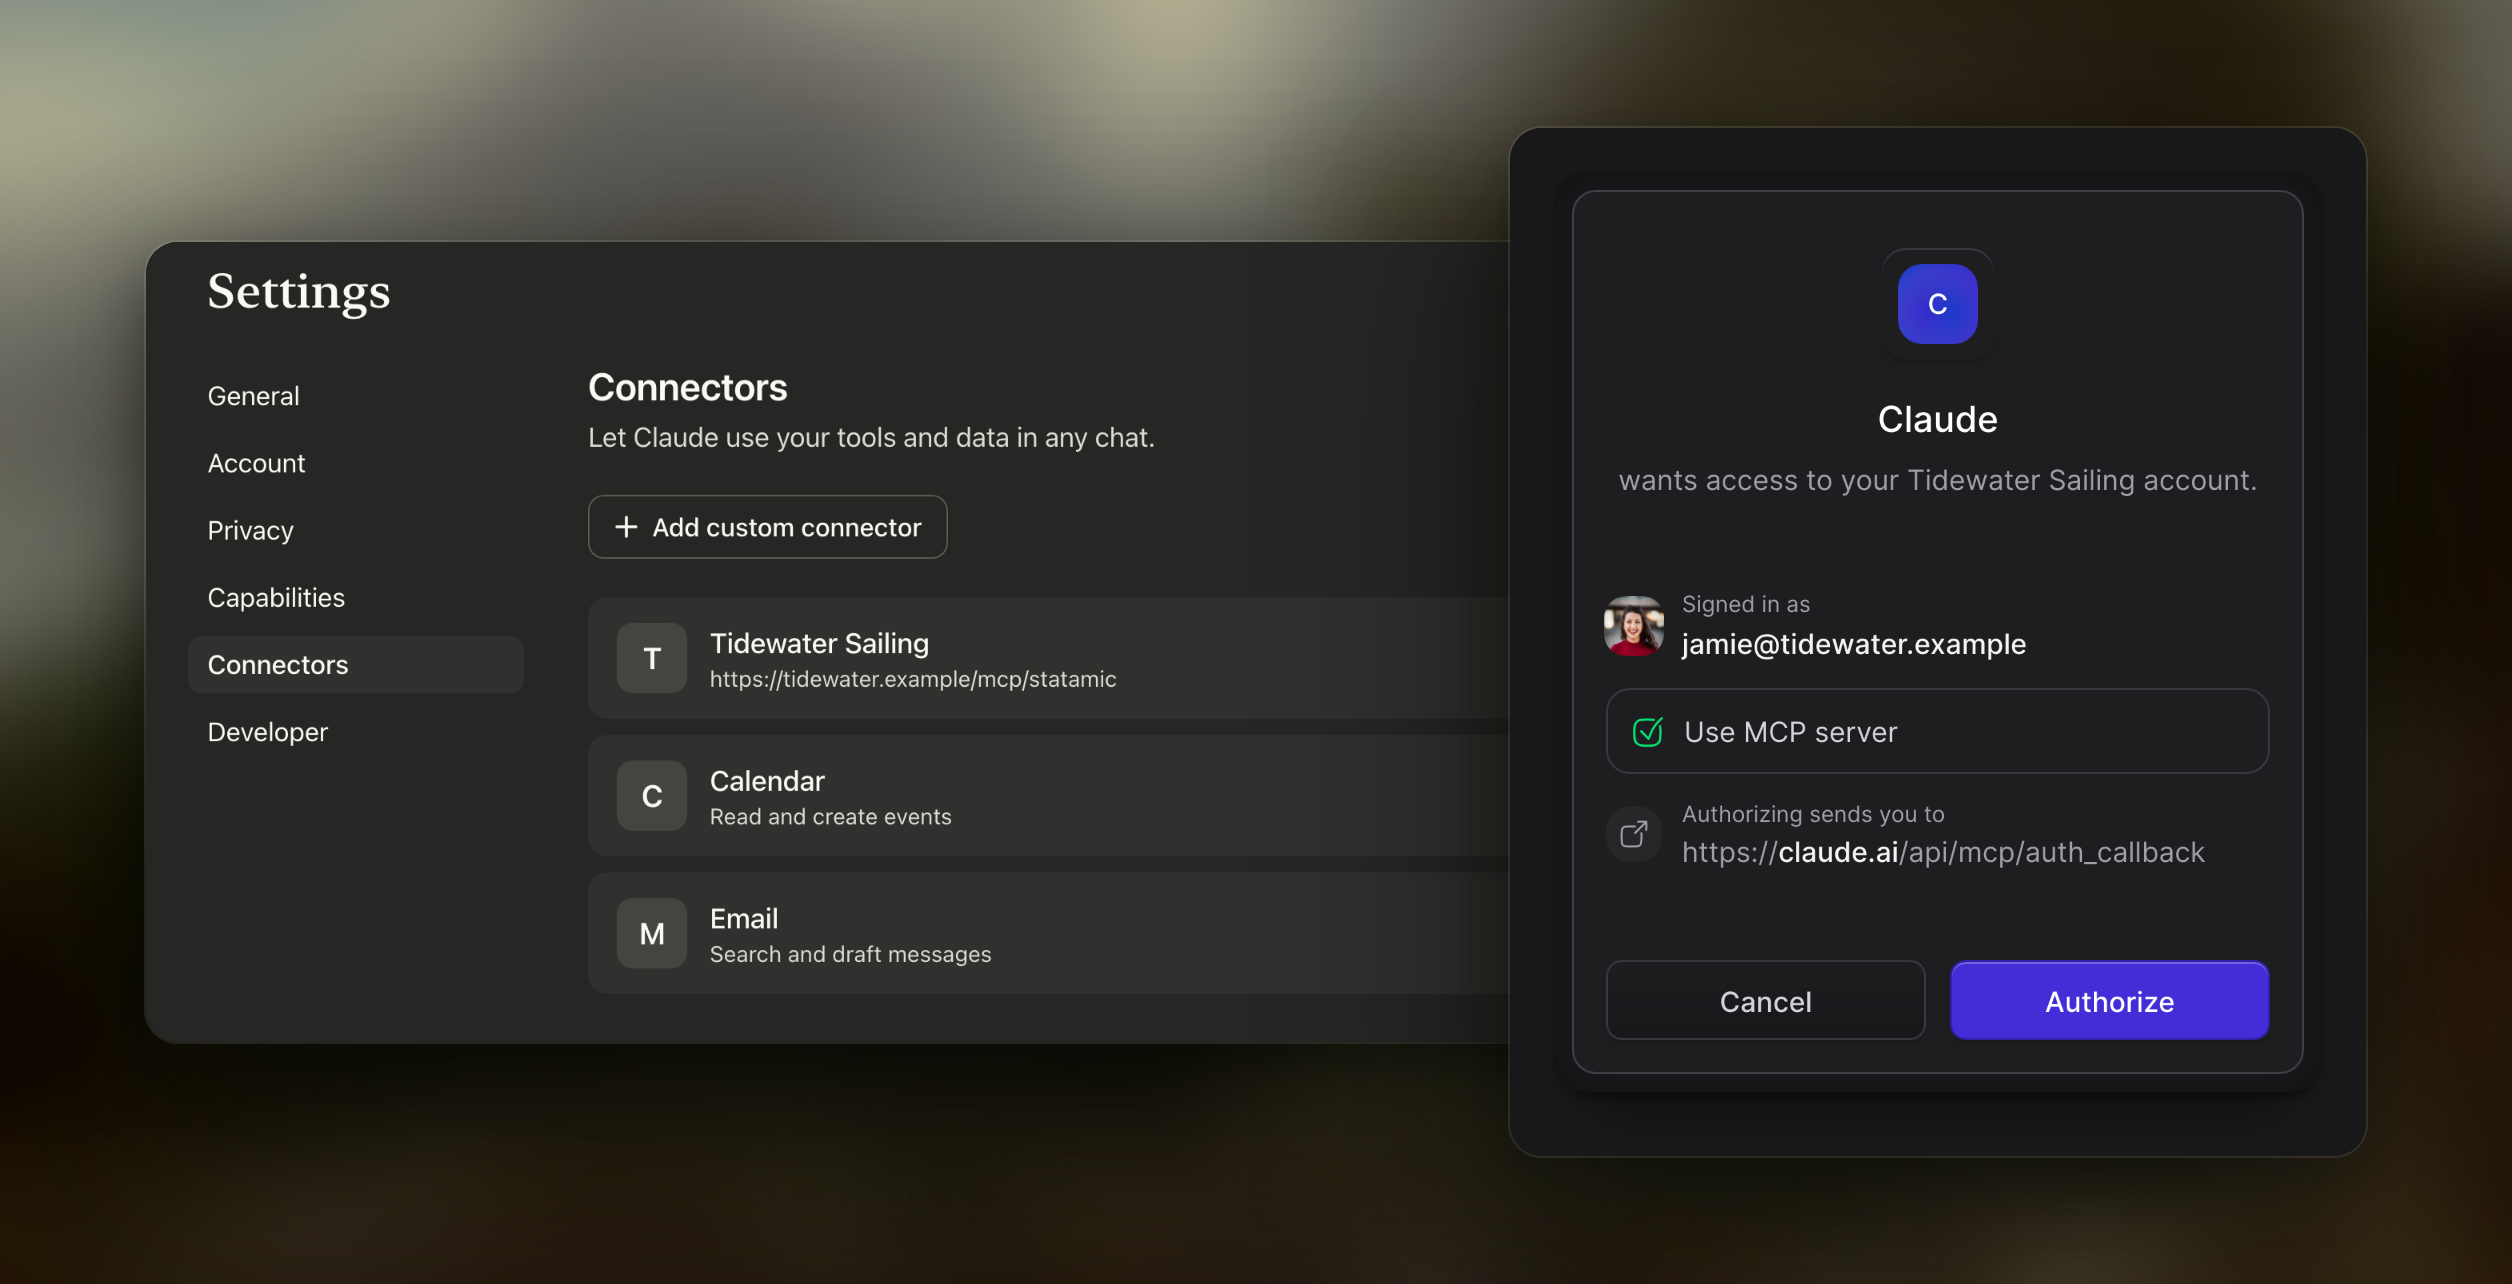 Settings
General
Account
Privacy
Capabilities
Connectors
Developer
Connectors
Let Claude use your tools and data in any chat.
Add custom connector
T
Tidewater Sailing
https://tidewater.example/mcp/statamic
C
Calendar
Read and create events
M
Email
Search and draft messages
C
Claude
wants access to your Tidewater Sailing account.
Signed in as
jamie@tidewater.example
Use MCP server
Authorizing sends you to
https://claude.ai/api/mcp/auth_callback
Cancel
Authorize